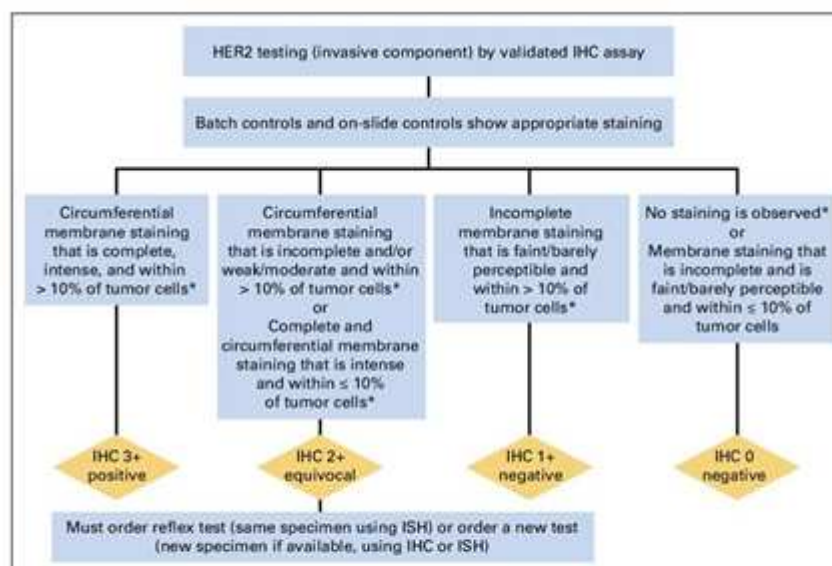 HER2 testing (invasive component) by validated IHC assay
Batch controls and on-slide controls show appropriate staining
Circumferential
membrane staining
that is complete,
intense, and within
> 10% of tumor cells*
Circumferential
membrane staining
that is incomplete and/or
weak/moderate and within
> 10% of tumor cells*
or
Complete and
circumferential membrane
staining that is intense
and within ≤ 10%
of tumor cells*
Incomplete
membrane staining
that is faint/barely
perceptible and
within > 10% of
tumor cells*
No staining is observed*
or
Membrane staining that
is incomplete and is
faint/barely perceptible
and within ≤ 10% of
tumor cells
IHC 3+
positive
IHC 2+
equivocal
IHC 1+
negative
IHC 0
negative
Must order reflex test (same specimen using ISH) or order a new test
(new specimen if available, using IHC or ISH)